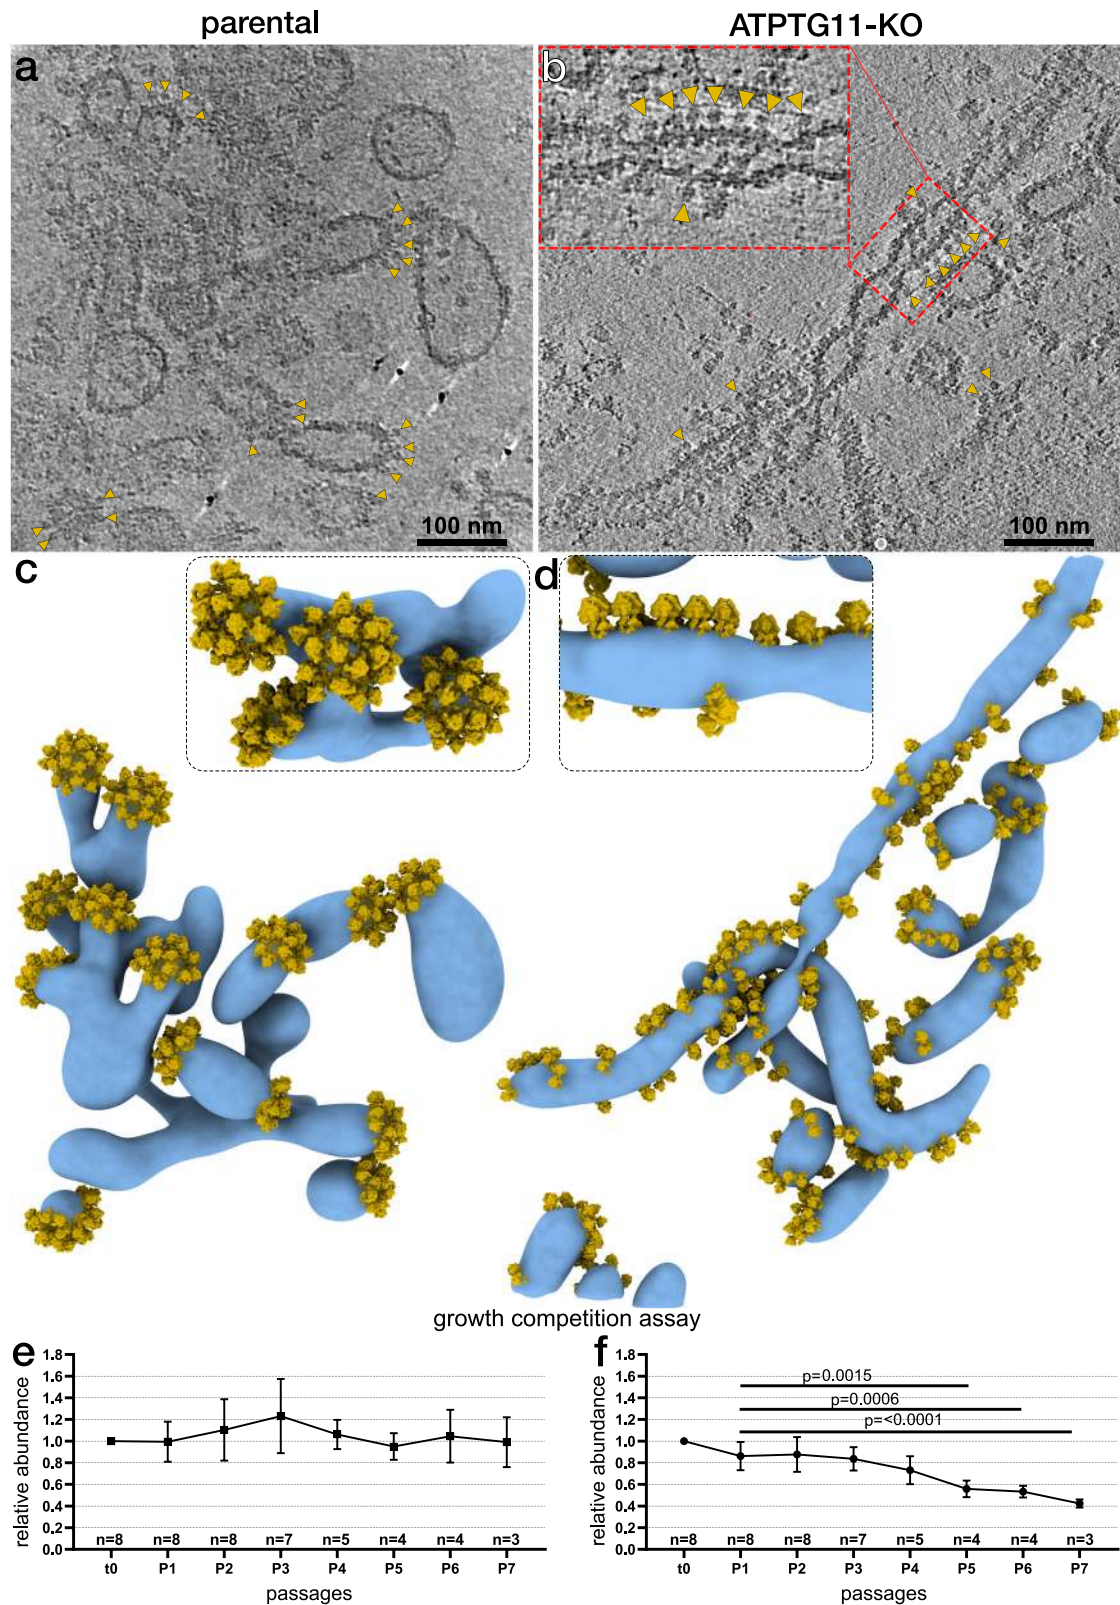 parental
ATPTG11-KO
a
b
100 nm
100 nm
c
d
growth competition assay
e
f
relative abundance
1.8
1.6
1.4
1.2
1.0
0.8
0.6
0.4
0.2
0.0
n=8 n=8 n=8 n=7 n=5 n=4 n=4 n=3
t0 P1 P2 P3 P4 P5 P6 P7
passages
relative abundance
1.8
1.6
1.4
1.2
1.0
0.8
0.6
0.4
0.2
0.0
p=0.0015
p=0.0006
p=<0.0001
n=8 n=8 n=8 n=7 n=5 n=4 n=4 n=3
t0 P1 P2 P3 P4 P5 P6 P7
passages